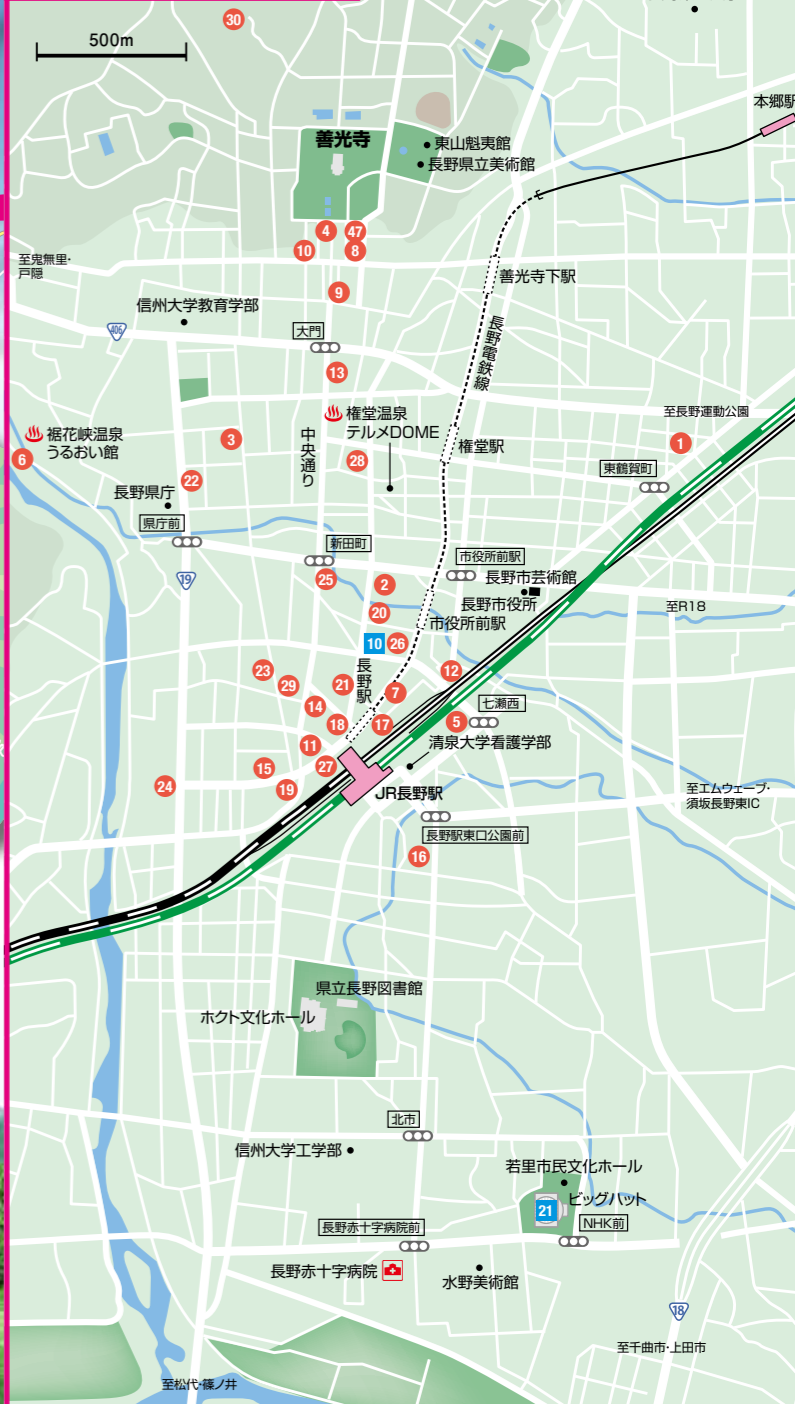 30
500m
本郷駅
善光寺
東山魁夷館
長野県立美術館
4
47
10
8
至鬼無里・
戸隠
善光寺下駅
9
信州大学教育学部
406
大門
長野電鉄線
13
至長野運動公園
裾花峡温泉
うるおい館
6
3
中央通り
権堂温泉
テルメDOME
28
権堂駅
1
東鶴賀町
22
長野県庁
県庁前
新田町
市役所前駅
19
25
2
長野市芸術館
長野市役所
20
市役所前駅
至R18
10
26
23
29
21
長野駅
7
12
14
18
17
5
七瀬西
11
清泉大学看護学部
15
27
24
19
JR長野駅
至エムウェーブ・
須坂長野東IC
長野駅東口公園前
16
県立長野図書館
ホクト文化ホール
北市
信州大学工学部
若里市民文化ホール
ビッグハット
21
長野赤十字病院前
NHK前
長野赤十字病院
水野美術館
18
至千曲市・上田市
至松代・篠ノ井